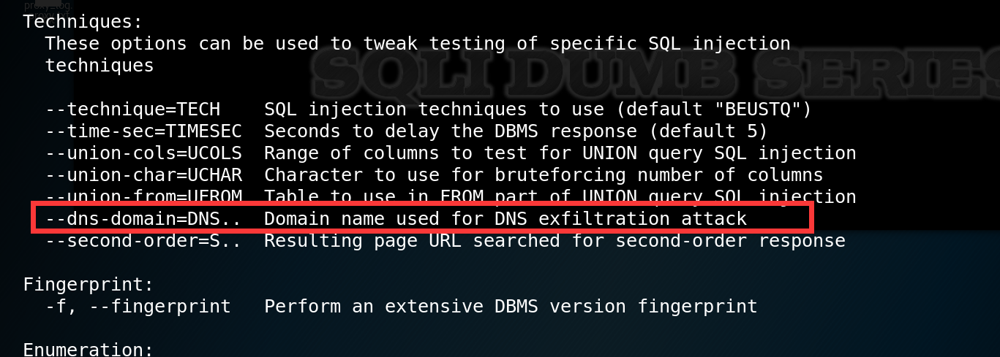 proxy_log.
proxy.txt
Techniques:
These options can be used to tweak testing of specific SQL injection
techniques
SQLI DUMB SERIES
--technique=TECH    SQL injection techniques to use (default "BEUSTQ")
--time-sec=TIMESEC  Seconds to delay the DBMS response (default 5)
--union-cols=UCOLS  Range of columns to test for UNION query SQL injection
--union-char=UCHAR  Character to use for bruteforcing number of columns
--union-from=UFROM  Table to use in FROM part of UNION query SQL injection
--dns-domain=DNS..  Domain name used for DNS exfiltration attack
--second-order=S..  Resulting page URL searched for second-order response
Fingerprint:
-f, --fingerprint   Perform an extensive DBMS version fingerprint
Enumeration: